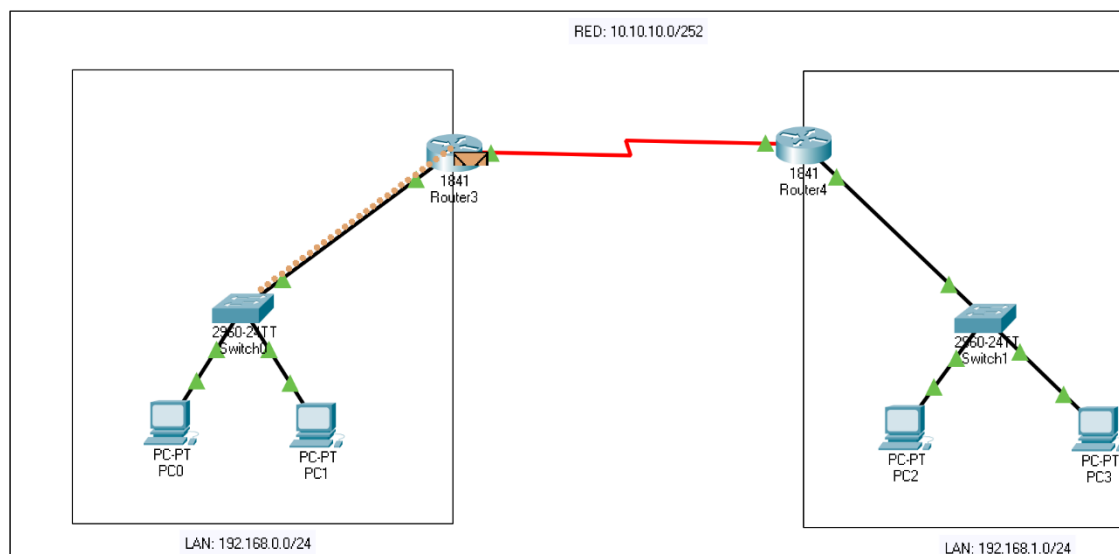 RED: 10.10.10.0/252
1841
Router3
1841
Router4
2960-24TT
Switch0
2960-24TT
Switch1
PC-PT
PC0
PC-PT
PC1
PC-PT
PC2
PC-PT
PC3
LAN: 192.168.0.0/24
LAN: 192.168.1.0/24